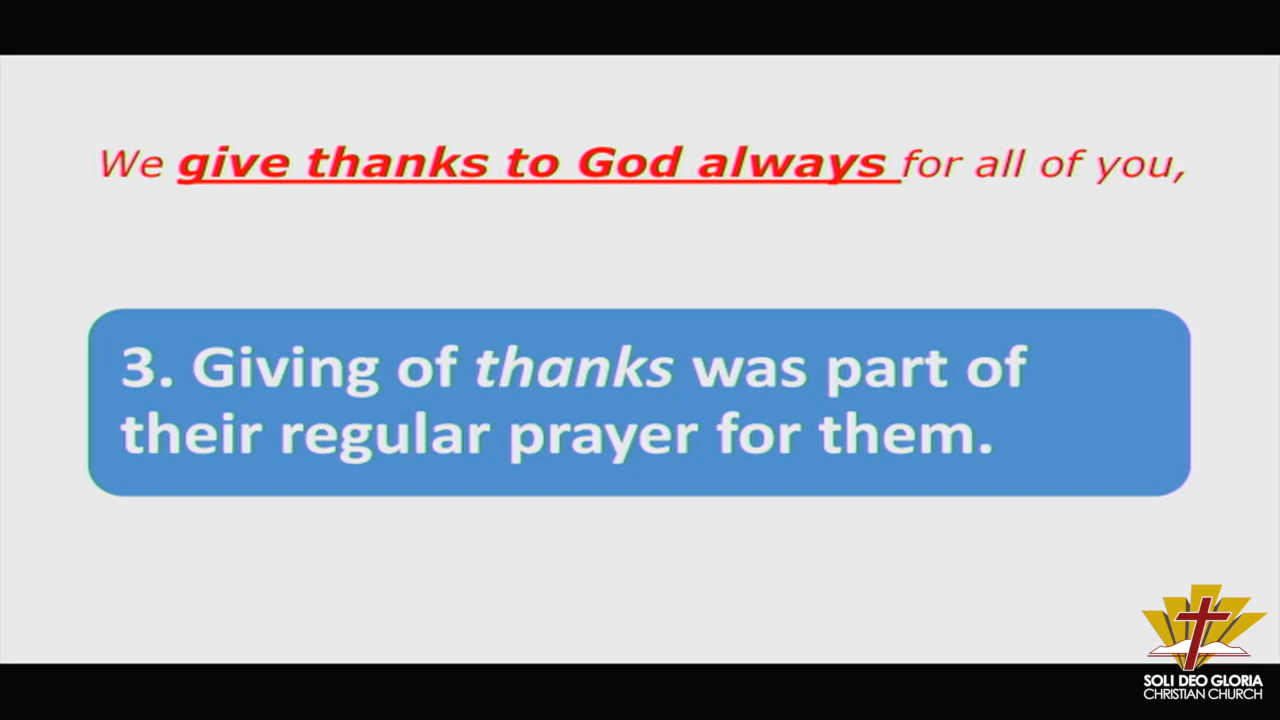 We give thanks to God always for all of you,
3. Giving of thanks was part of
their regular prayer for them.
SOLI DEO GLORIA
CHRISTIAN CHURCH